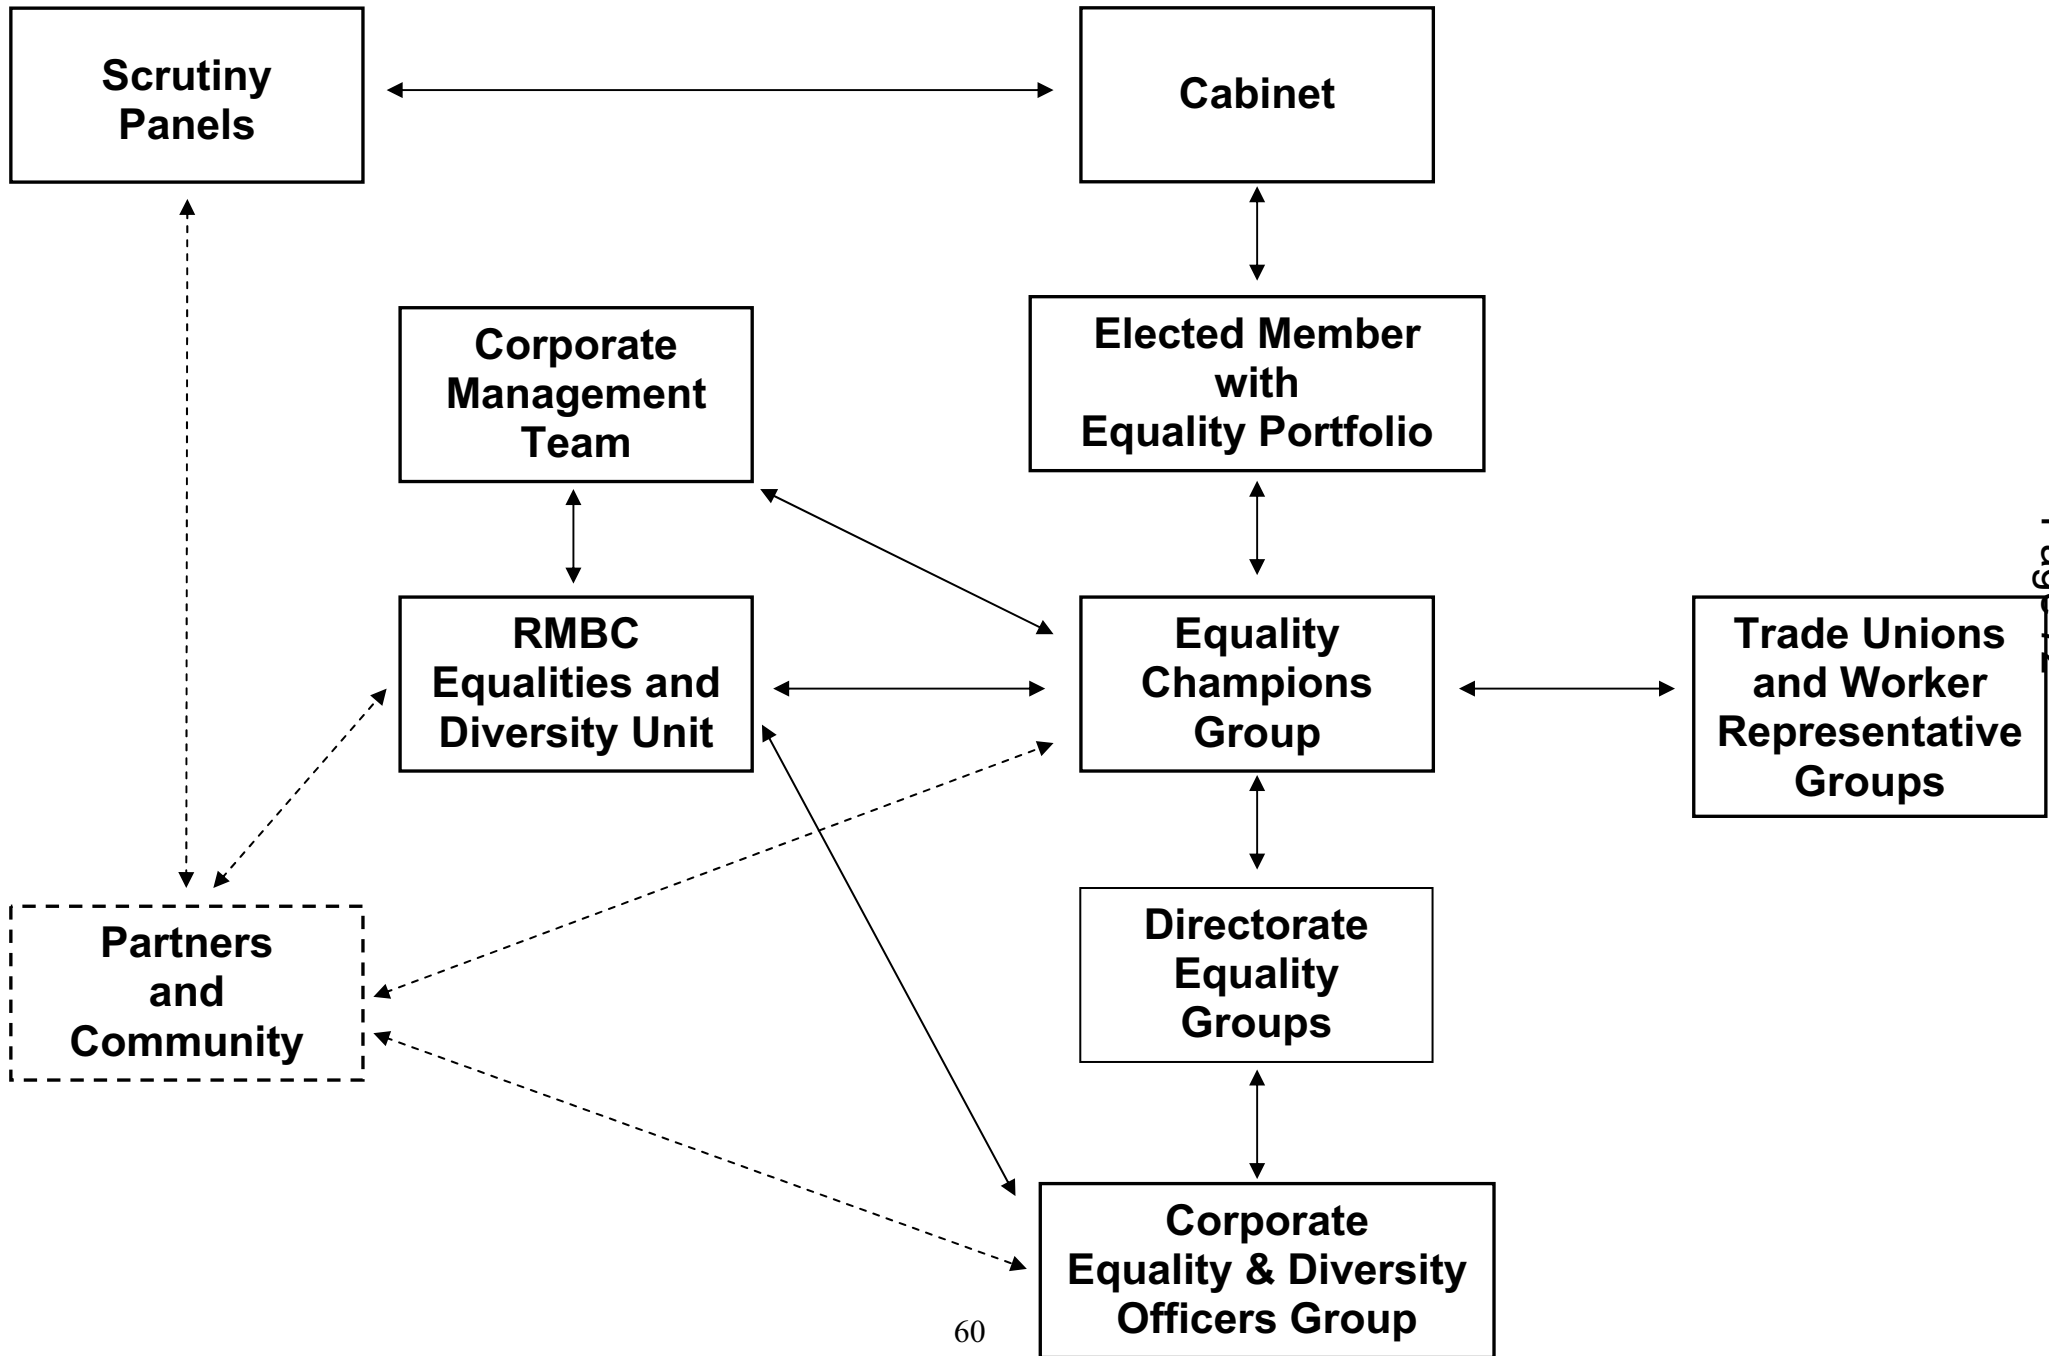 Scrutiny
Panels
Cabinet
Corporate
Management
Team
Elected Member
with
Equality Portfolio
RMBC
Equalities and
Diversity Unit
Equality
Champions
Group
Trade Unions
and Worker
Representative
Groups
Partners
and
Community
Directorate
Equality
Groups
Corporate
Equality & Diversity
Officers Group
60